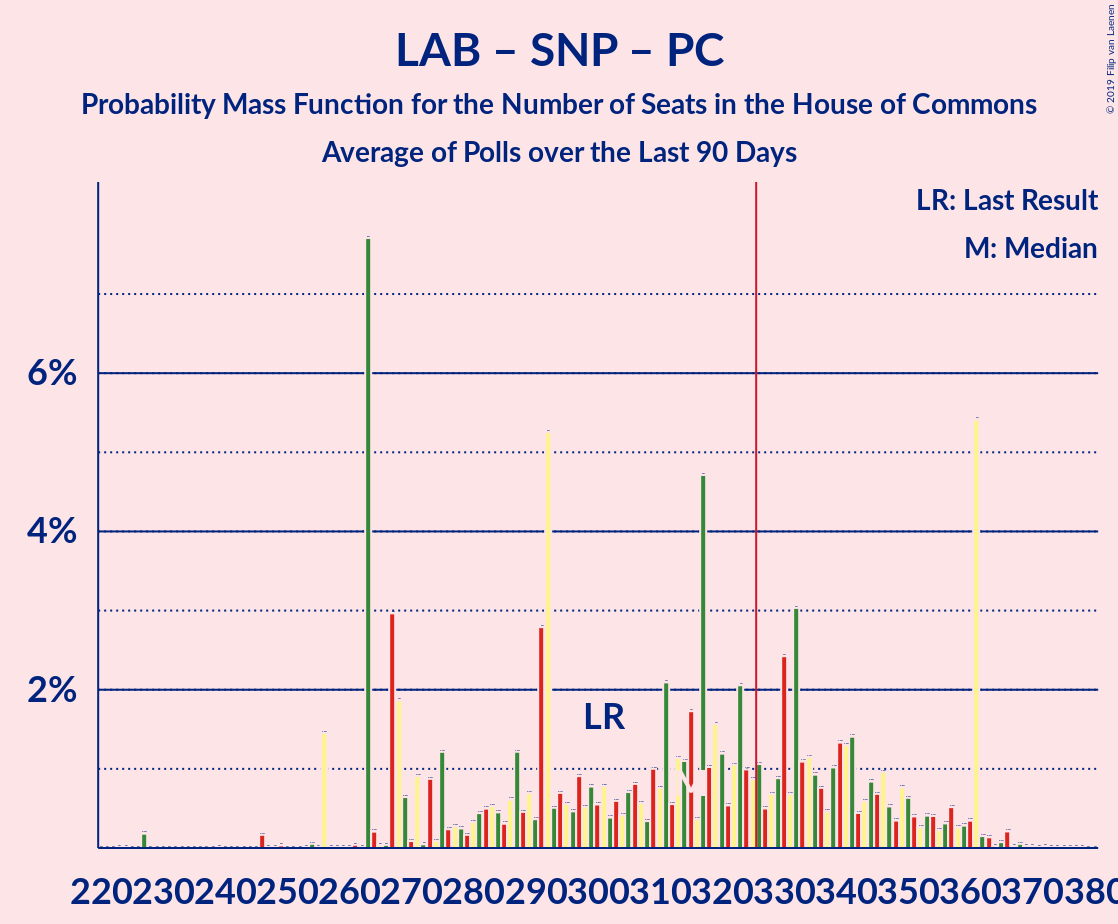 LAB – SNP – PC
Probability Mass Function for the Number of Seats in the House of Commons
Average of Polls over the Last 90 Days
© 2019 Filip van Laenen
LR: Last Result
M: Median
6%
4%
2%
LR
M
220 230 240 250 260 270 280 290 300 310 320 330 340 350 360 370 380